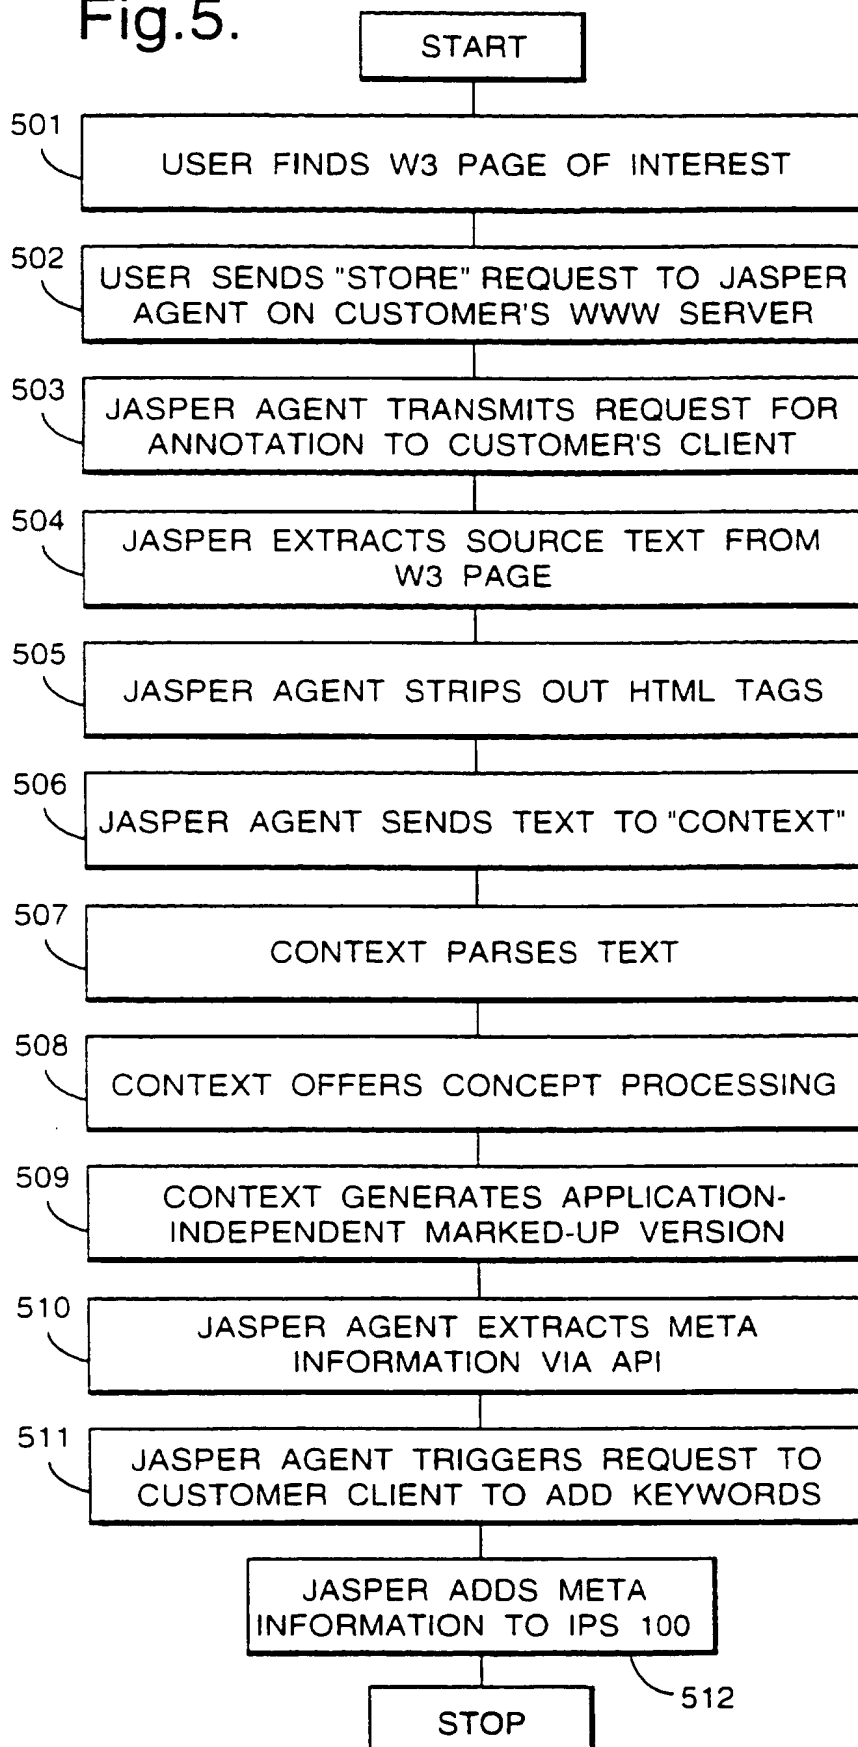 Fig.5.
START
501
USER FINDS W3 PAGE OF INTEREST
502
USER SENDS "STORE" REQUEST TO JASPER
AGENT ON CUSTOMER'S WWW SERVER
503
JASPER AGENT TRANSMITS REQUEST FOR
ANNOTATION TO CUSTOMER'S CLIENT
504
JASPER EXTRACTS SOURCE TEXT FROM
W3 PAGE
505
JASPER AGENT STRIPS OUT HTML TAGS
506
JASPER AGENT SENDS TEXT TO "CONTEXT"
507
CONTEXT PARSES TEXT
508
CONTEXT OFFERS CONCEPT PROCESSING
509
CONTEXT GENERATES APPLICATION-
INDEPENDENT MARKED-UP VERSION
510
JASPER AGENT EXTRACTS META
INFORMATION VIA API
511
JASPER AGENT TRIGGERS REQUEST TO
CUSTOMER CLIENT TO ADD KEYWORDS
JASPER ADDS META
INFORMATION TO IPS 100
512
STOP